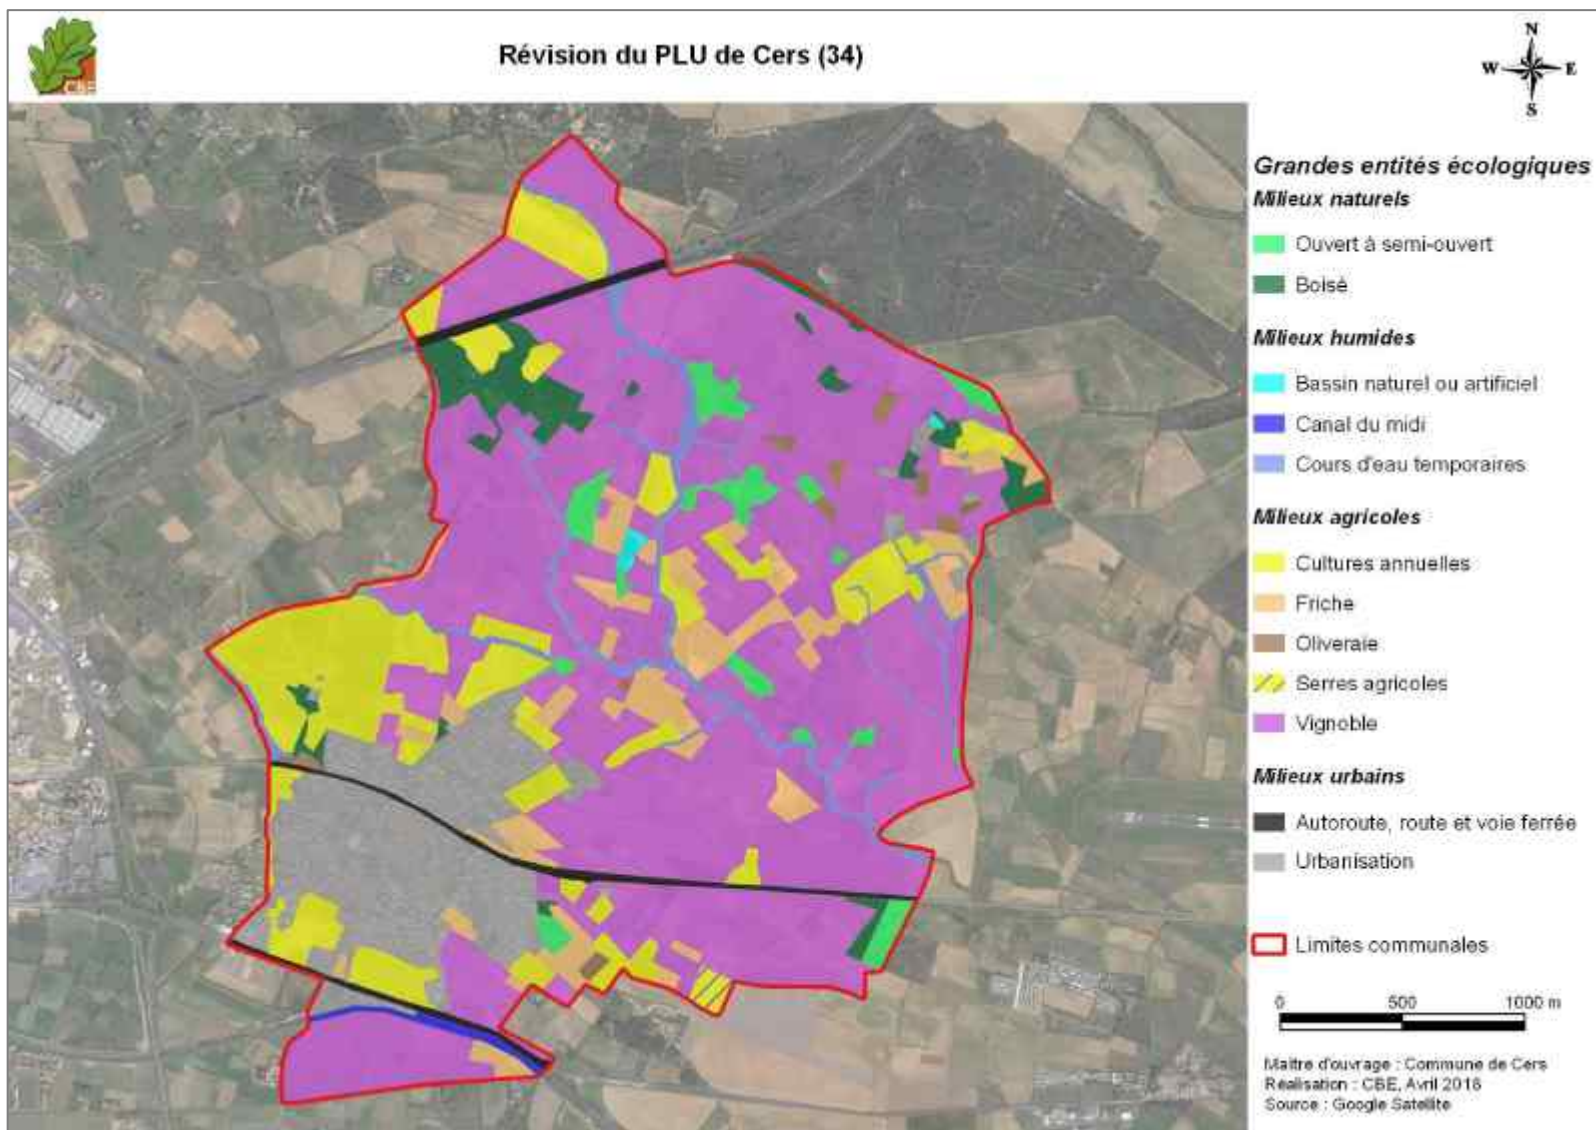 CBE
Révision du PLU de Cers (34)
N
W
E
S
Grandes entités écologiques
Milieux naturels
Ouvert à semi-ouvert
Boisé
Milieux humides
Bassin naturel ou artificiel
Canal du midi
Cours d'eau temporaires
Milieux agricoles
Cultures annuelles
Friche
Oliveraie
Serres agricoles
Vignoble
Milieux urbains
Autoroute, route et voie ferrée
Urbanisation
Limites communales
0 500 1000 m
Maître d'ouvrage : Commune de Cers
Réalisation : CBE, Avril 2018
Source : Google Satellite